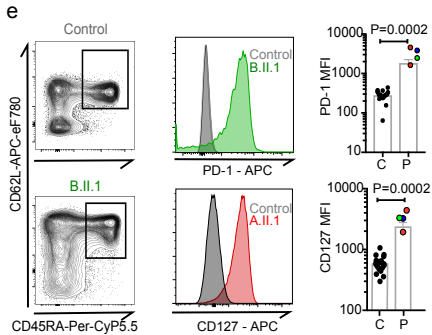 e
Control
CD62L-APC-eF780
B.II.1
CD45RA-Per-CyP5.5
Control
B.II.1
PD-1 - APC
Control
A.II.1
CD127 - APC
P=0.0002
PD-1 MFI
10000
1000
100
10
C P
P=0.0002
CD127 MFI
10000
1000
100
C P